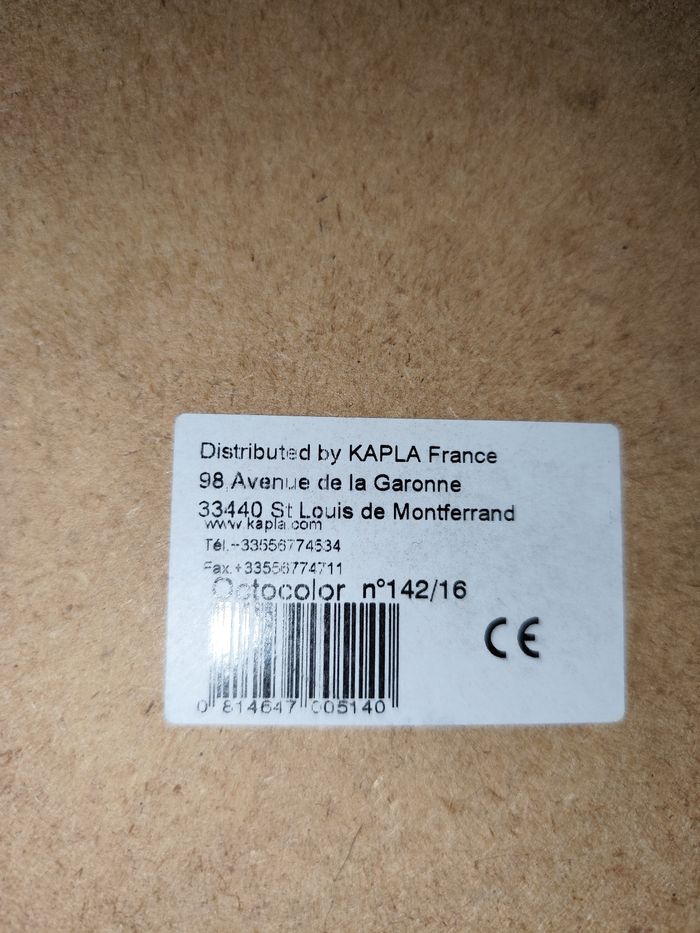 Distributed by KAPLA France
98,Avenue de la Garonne
33440 St Louis de Montferrand
www.kapla.com
Tél.+33556774534
Fax.+33556774711
Octocolor n°142/16
CE
0 814647 005140